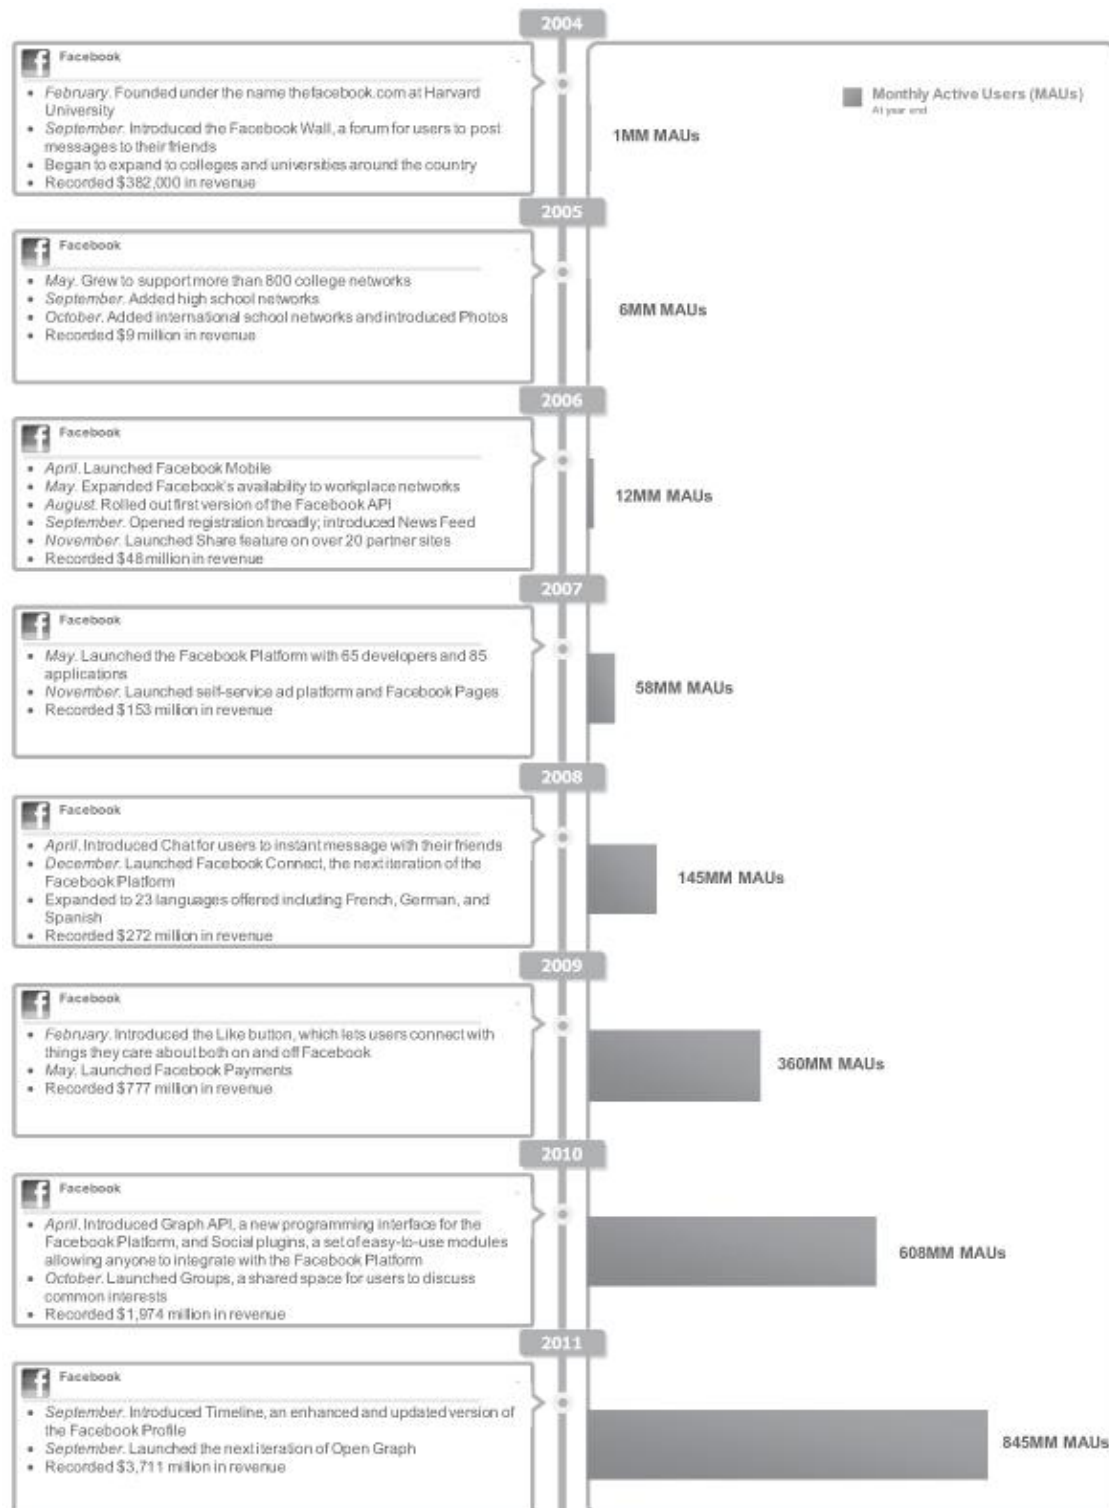 2004
Facebook
• February. Founded under the name thefacebook.com at Harvard
University
• September. Introduced the Facebook Wall, a forum for users to post
messages to their friends
• Began to expand to colleges and universities around the country
• Recorded $382,000 in revenue
Monthly Active Users (MAUs)
At year end
1MM MAUs
2005
Facebook
• May. Grew to support more than 800 college networks
• September. Added high school networks
• October. Added international school networks and introduced Photos
• Recorded $9 million in revenue
6MM MAUs
2006
Facebook
• April. Launched Facebook Mobile
• May. Expanded Facebook's availability to workplace networks
• August. Rolled out first version of the Facebook API
• September. Opened registration broadly; introduced News Feed
• November. Launched Share feature on over 20 partner sites
• Recorded $48 million in revenue
12MM MAUs
2007
Facebook
• May. Launched the Facebook Platform with 65 developers and 85
applications
• November. Launched self-service ad platform and Facebook Pages
• Recorded $153 million in revenue
58MM MAUs
2008
Facebook
• April. Introduced Chat for users to instant message with their friends
• December. Launched Facebook Connect, the next iteration of the
Facebook Platform
• Expanded to 23 languages offered including French, German, and
Spanish
• Recorded $272 million in revenue
145MM MAUs
2009
Facebook
• February. Introduced the Like button, which lets users connect with
things they care about both on and off Facebook
• May. Launched Facebook Payments
• Recorded $777 million in revenue
360MM MAUs
2010
Facebook
• April. Introduced Graph API, a new programming interface for the
Facebook Platform, and Social plugins, a set of easy-to-use modules
allowing anyone to integrate with the Facebook Platform
• October. Launched Groups, a shared space for users to discuss
common interests
• Recorded $1,974 million in revenue
608MM MAUs
2011
Facebook
• September. Introduced Timeline, an enhanced and updated version of
the Facebook Profile
• September. Launched the next iteration of Open Graph
• Recorded $3,711 million in revenue
845MM MAUs